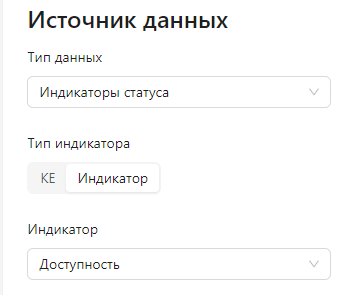 Источник данных
Тип данных
Индикаторы статуса
Тип индикатора
КЕ Индикатор
Индикатор
Доступность